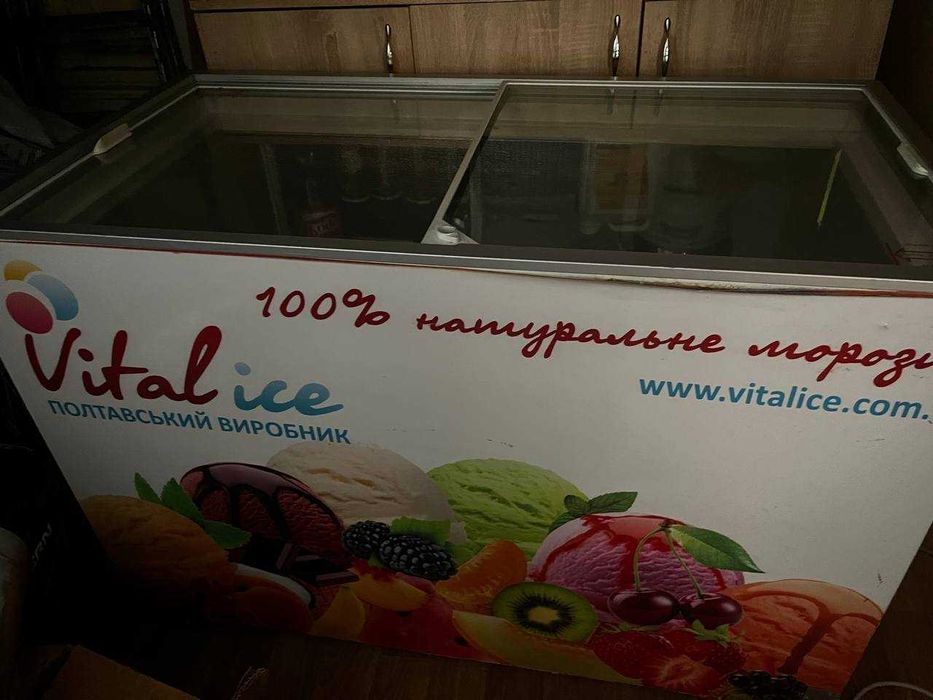 100% натуральне морози
Vital ice
www.vitalice.com.
ПОЛТАВСЬКИЙ ВИРОБНИК